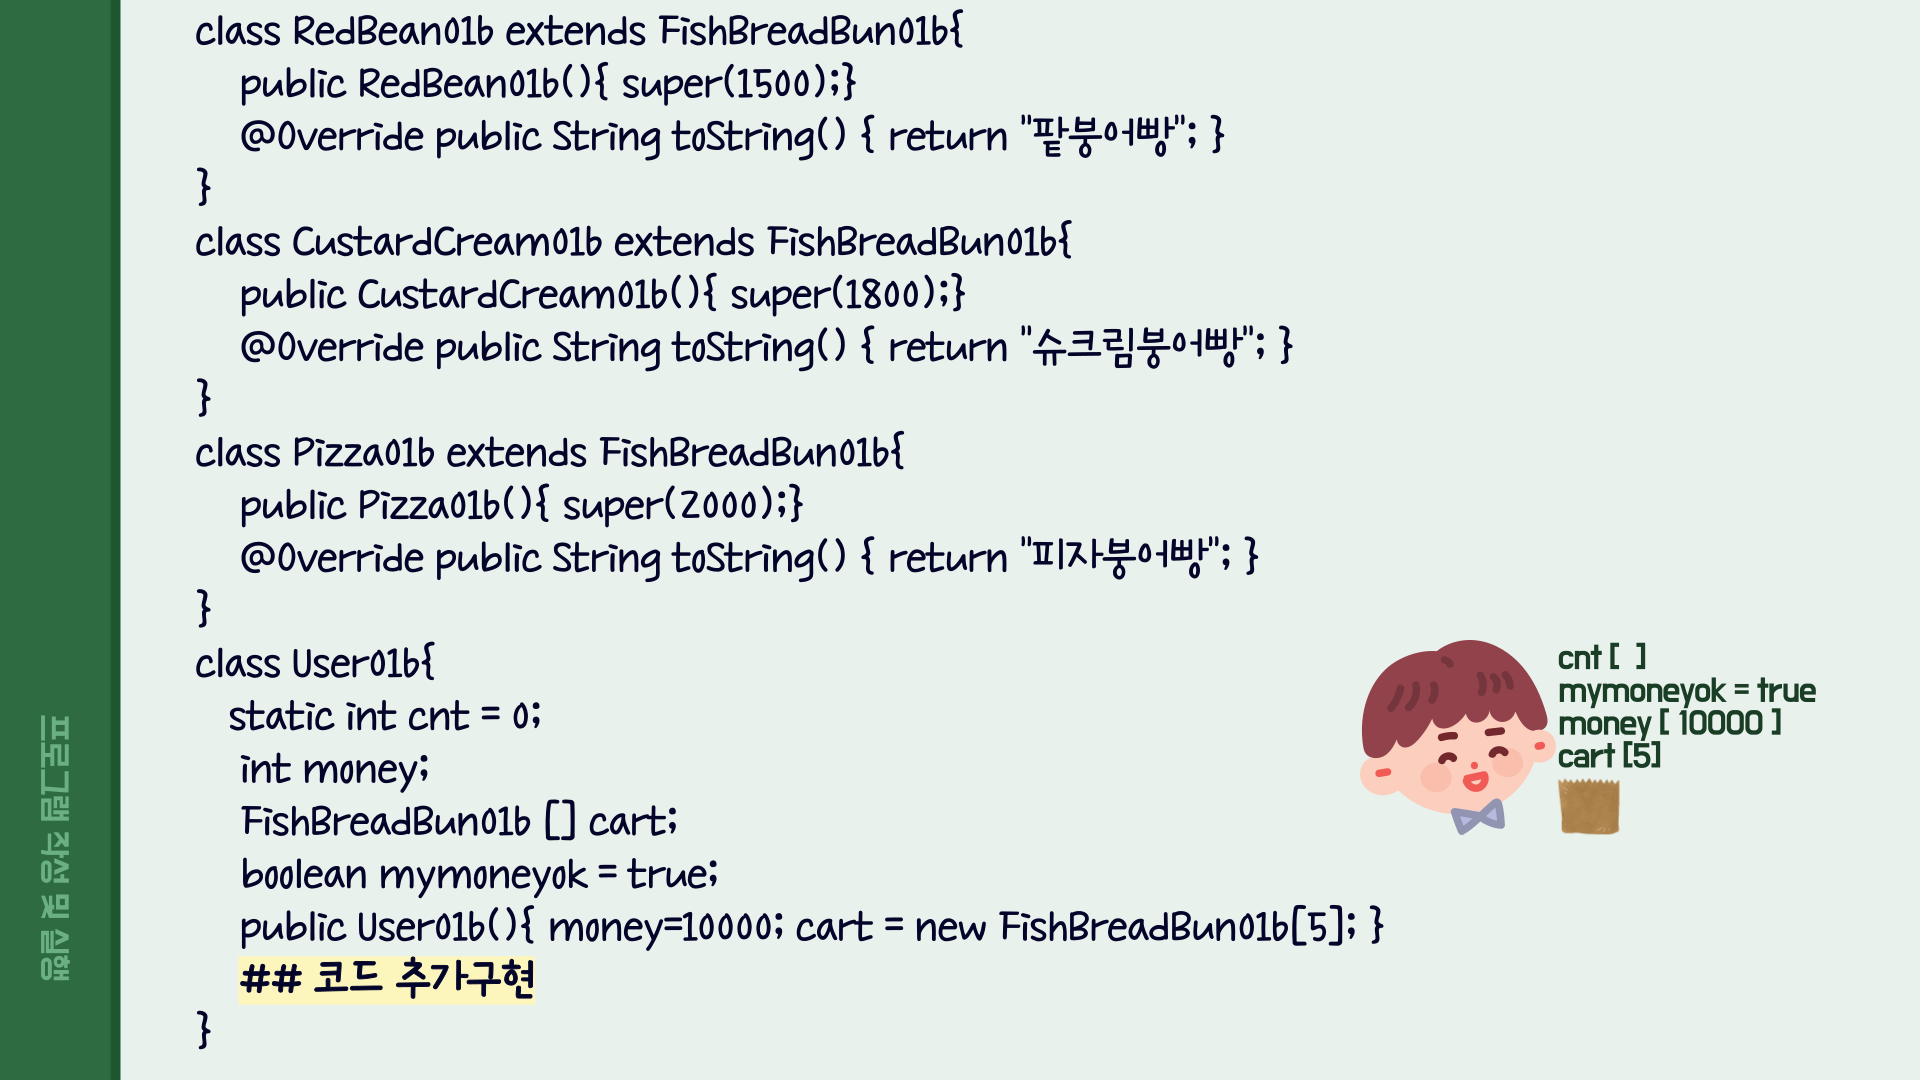 class RedBean01b extends FishBreadBun01b{
public RedBean01b(){ super(1500);}
@Override public String toString() { return "팥붕어빵"; }
}
class CustardCream01b extends FishBreadBun01b{
public CustardCream01b(){ super(1800);}
@Override public String toString() { return "슈크림붕어빵"; }
}
class Pizza01b extends FishBreadBun01b{
public Pizza01b(){ super(2000);}
@Override public String toString() { return "피자붕어빵"; }
}
class User01b{
static int cnt = 0;
int money;
FishBreadBun01b [] cart;
boolean mymoneyok = true;
public User01b(){ money=10000; cart = new FishBreadBun01b[5]; }
## 코드 추가구현
}
cnt [ ]
mymoneyok = true
money [ 10000 ]
cart [5]
프로그램 작성 및 실행